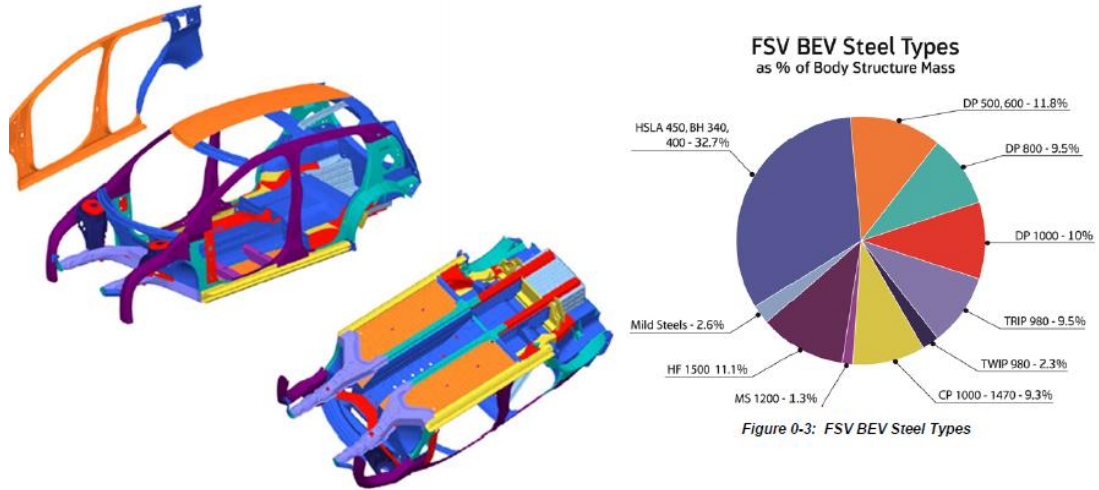 FSV BEV Steel Types
as % of Body Structure Mass
DP 500, 600 - 11.8%
HSLA 450, BH 340,
400 - 32.7%
DP 800 - 9.5%
DP 1000 - 10%
TRIP 980 - 9.5%
Mild Steels - 2.6%
TWIP 980 - 2.3%
HF 1500 11.1%
CP 1000 - 1470 - 9.3%
MS 1200 - 1.3%
Figure 0-3: FSV BEV Steel Types